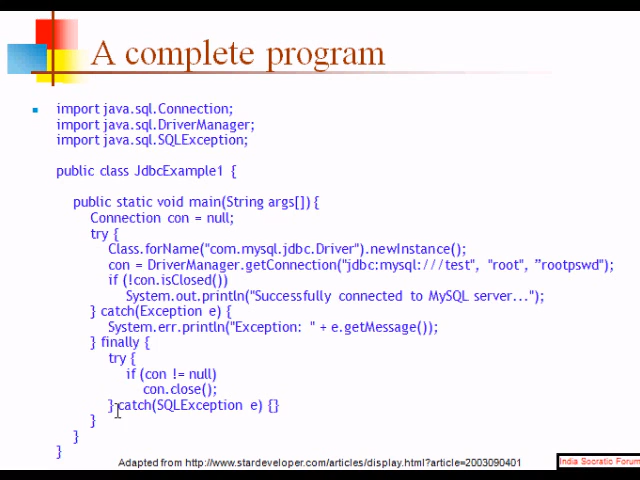 A complete program
import java.sql.Connection;
import java.sql.DriverManager;
import java.sql.SQLException;
public class JdbcExample1 {
public static void main(String args[]) {
Connection con = null;
try {
Class.forName("com.mysql.jdbc.Driver").newInstance();
con = DriverManager.getConnection("jdbc:mysql:///test", "root", ”rootpswd");
if (!con.isClosed())
System.out.println("Successfully connected to MySQL server...");
} catch(Exception e) {
System.err.println("Exception: " + e.getMessage());
} finally {
try {
if (con != null)
con.close();
} catch(SQLException e) {}
}
}
}
Adapted from http://www.stardeveloper.com/articles/display.html?article=2003090401
India Socratic Forum